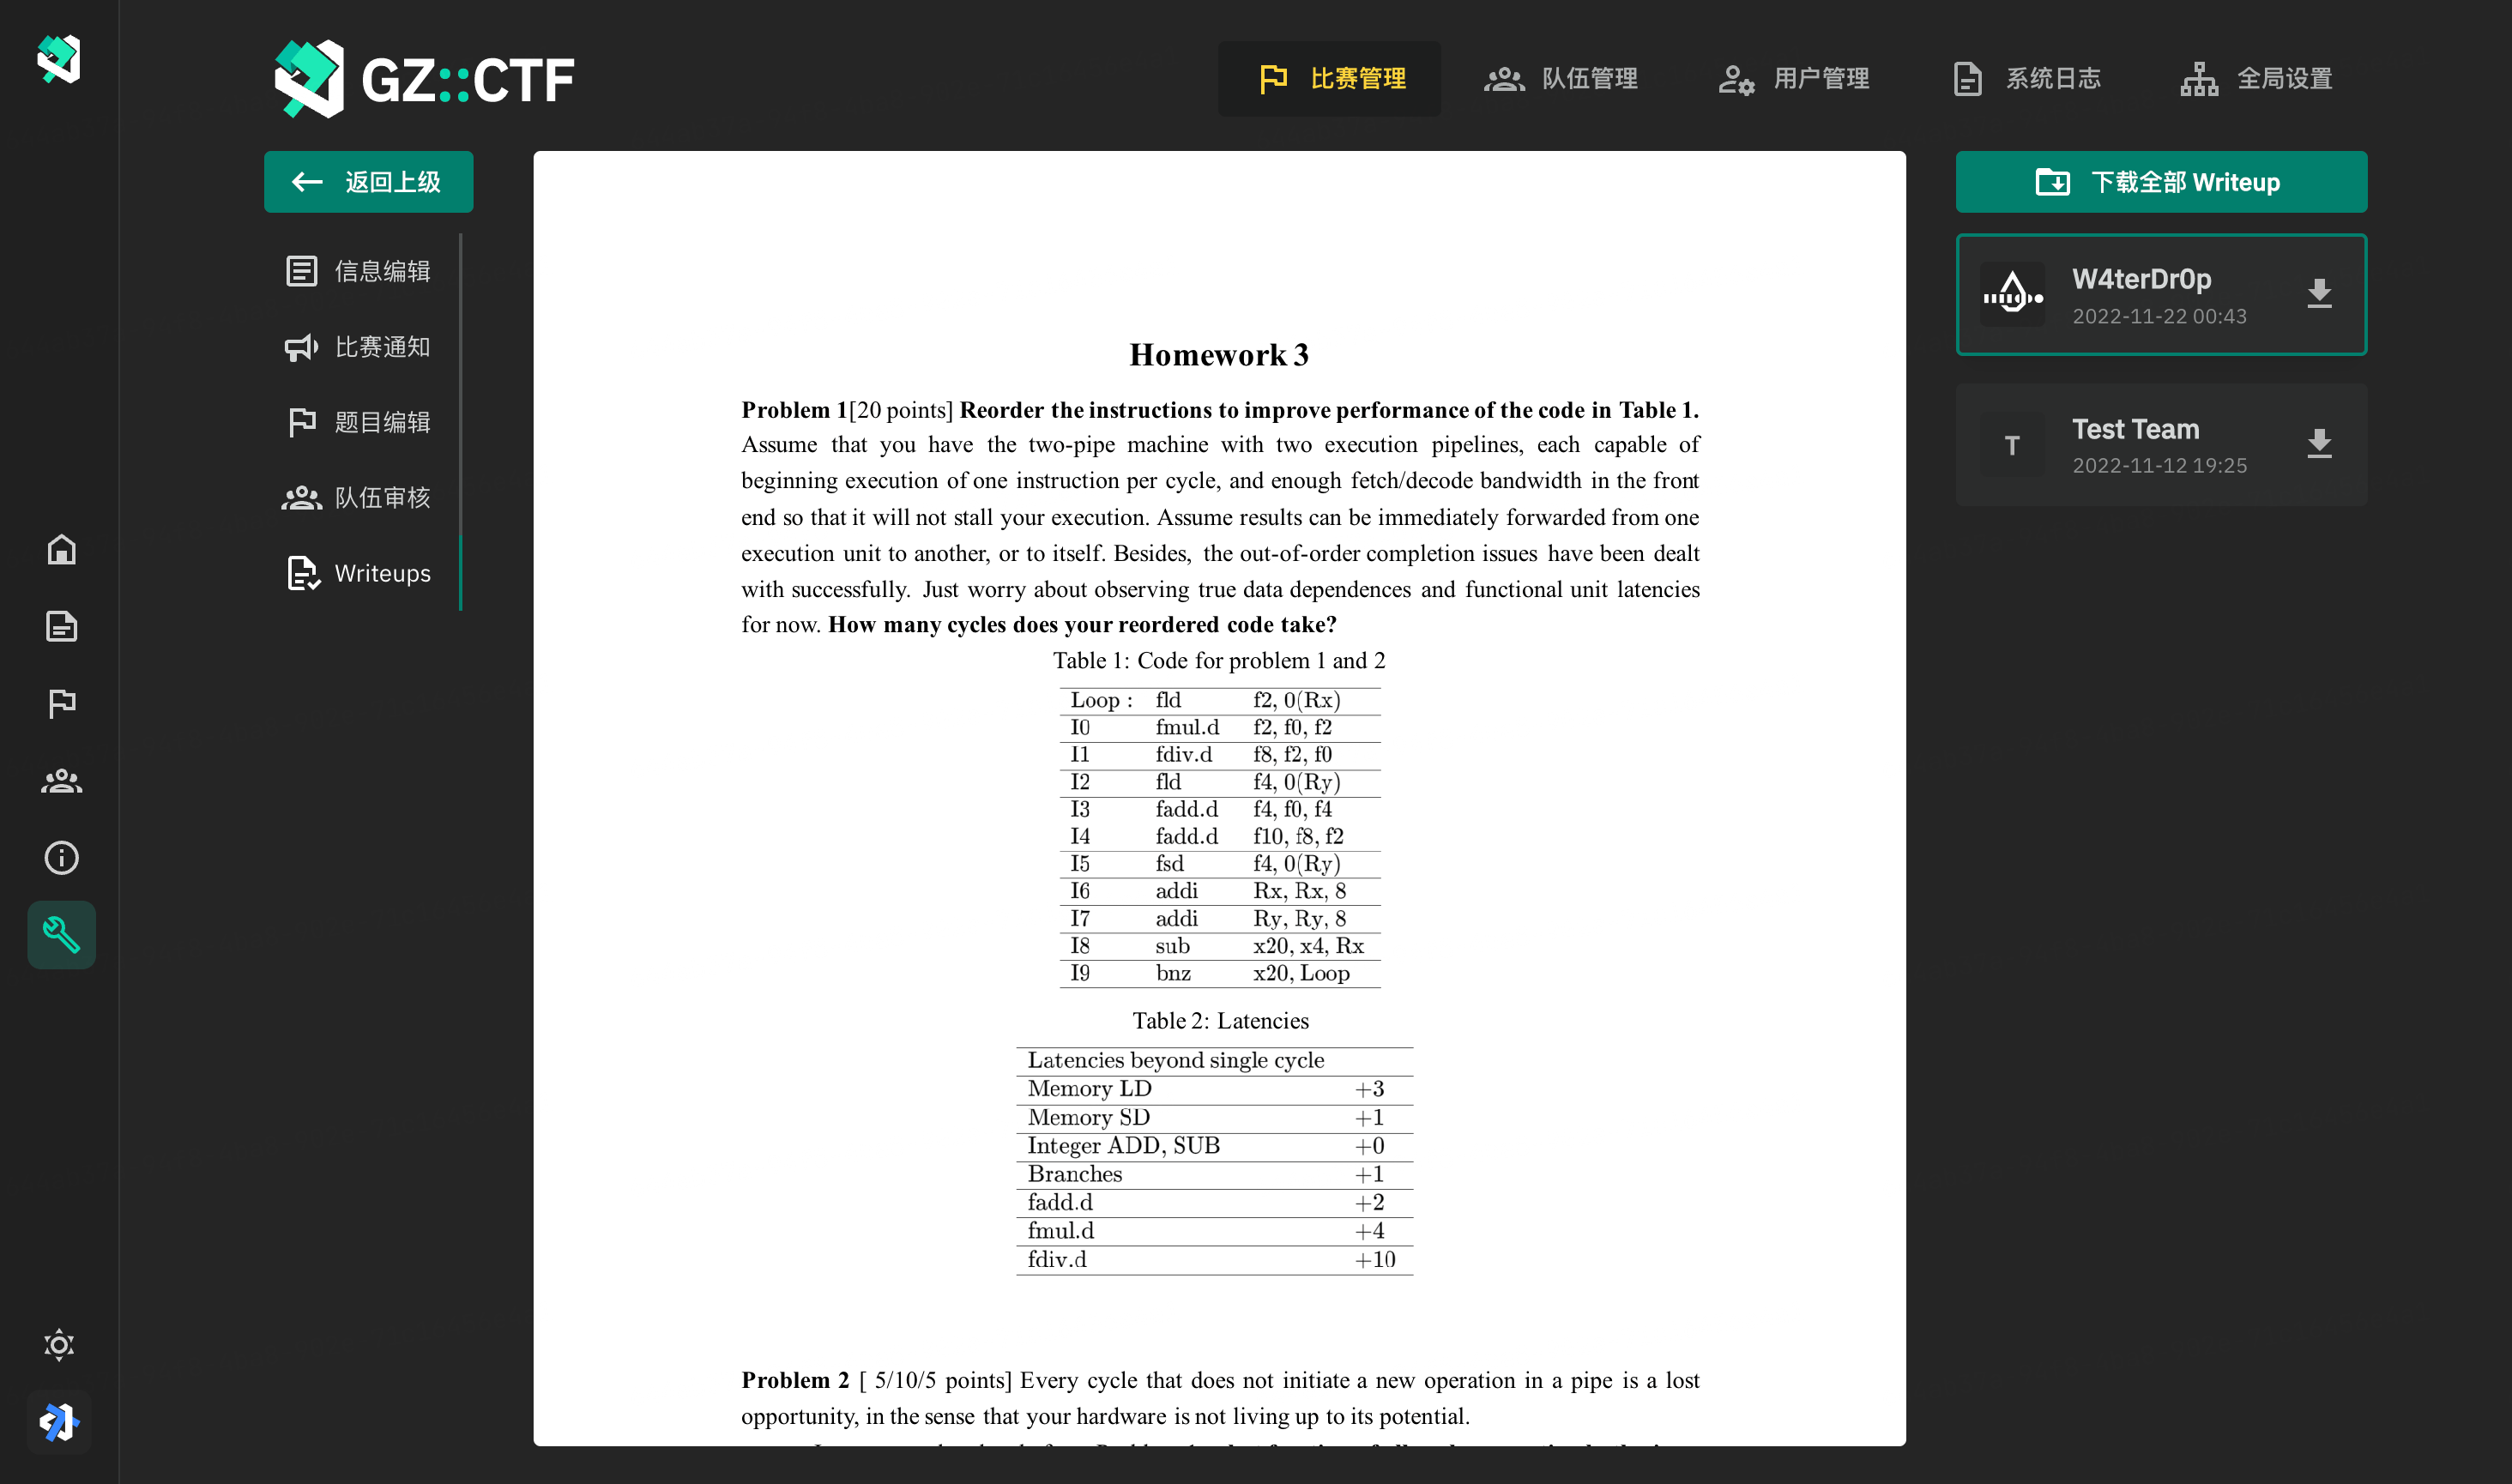 GZ::CTF
比赛管理
队伍管理
用户管理
系统日志
全局设置
返回上级
信息编辑
比赛通知
题目编辑
队伍审核
Writeups
Homework 3
Problem 1[20 points] Reorder the instructions to improve performance of the code in Table 1.
Assume that you have the two-pipe machine with two execution pipelines, each capable of
beginning execution of one instruction per cycle, and enough fetch/decode bandwidth in the front
end so that it will not stall your execution. Assume results can be immediately forwarded from one
execution unit to another, or to itself. Besides, the out-of-order completion issues have been dealt
with successfully. Just worry about observing true data dependences and functional unit latencies
for now. How many cycles does your reordered code take?
Table 1: Code for problem 1 and 2
Loop : fld f2, 0(Rx)
I0 fmul.d f2, f0, f2
I1 fdiv.d f8, f2, f0
I2 fld f4, 0(Ry)
I3 fadd.d f4, f0, f4
I4 fadd.d f10, f8, f2
I5 fsd f4, 0(Ry)
I6 addi Rx, Rx, 8
I7 addi Ry, Ry, 8
I8 sub x20, x4, Rx
I9 bnz x20, Loop
Table 2: Latencies
Latencies beyond single cycle
Memory LD +3
Memory SD +1
Integer ADD, SUB +0
Branches +1
fadd.d +2
fmul.d +4
fdiv.d +10
Problem 2 [ 5/10/5 points] Every cycle that does not initiate a new operation in a pipe is a lost
opportunity, in the sense that your hardware is not living up to its potential.
下载全部 Writeup
W4terDr0p
2022-11-22 00:43
T
Test Team
2022-11-12 19:25